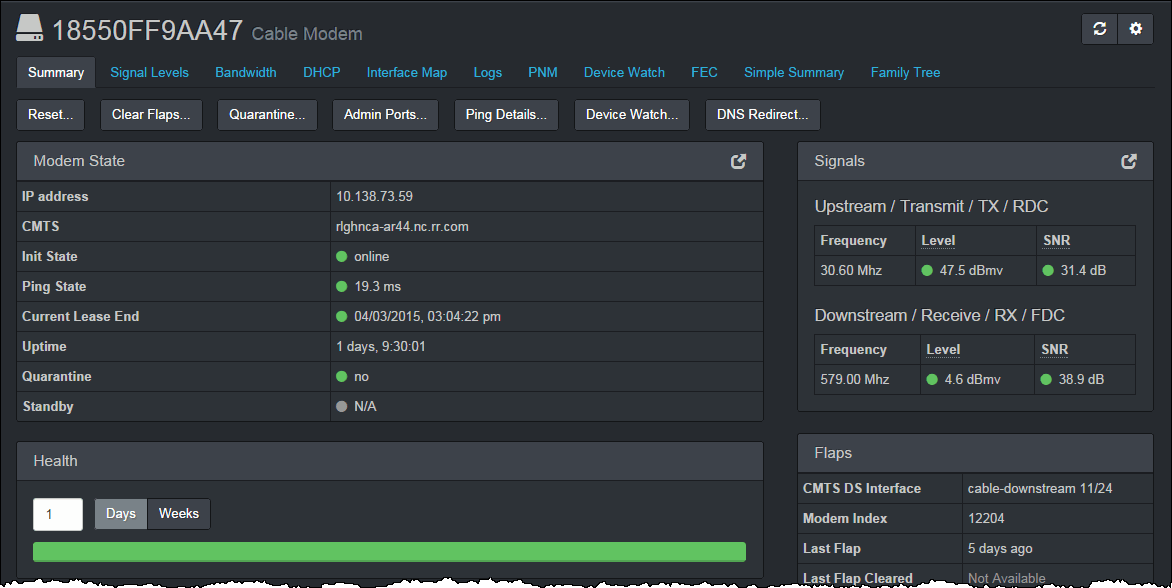 18550FF9AA47 Cable Modem
Summary Signal Levels Bandwidth DHCP Interface Map Logs PNM Device Watch FEC Simple Summary Family Tree
Reset... Clear Flaps... Quarantine... Admin Ports... Ping Details... Device Watch... DNS Redirect...
Modem State
IP address 10.138.73.59
CMTS rlghnca-ar44.nc.rr.com
Init State online
Ping State 19.3 ms
Current Lease End 04/03/2015, 03:04:22 pm
Uptime 1 days, 9:30:01
Quarantine no
Standby N/A
Health
1 Days Weeks
Signals
Upstream / Transmit / TX / RDC
Frequency Level SNR
30.60 Mhz 47.5 dBmv 31.4 dB
Downstream / Receive / RX / FDC
Frequency Level SNR
579.00 Mhz 4.6 dBmv 38.9 dB
Flaps
CMTS DS Interface cable-downstream 11/24
Modem Index 12204
Last Flap 5 days ago
Last Flap Cleared Not Available